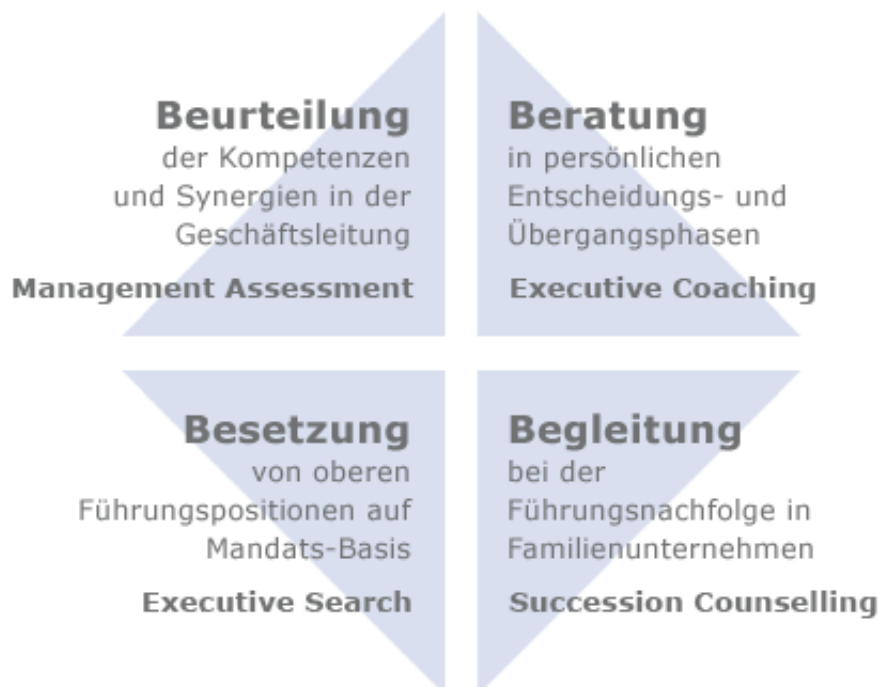 Beurteilung
der Kompetenzen
und Synergien in der
Geschäftsleitung
Management Assessment
Beratung
in persönlichen
Entscheidungs- und
Übergangsphasen
Executive Coaching
Besetzung
von oberen
Führungspositionen auf
Mandats-Basis
Executive Search
Begleitung
bei der
Führungsnachfolge in
Familienunternehmen
Succession Counselling